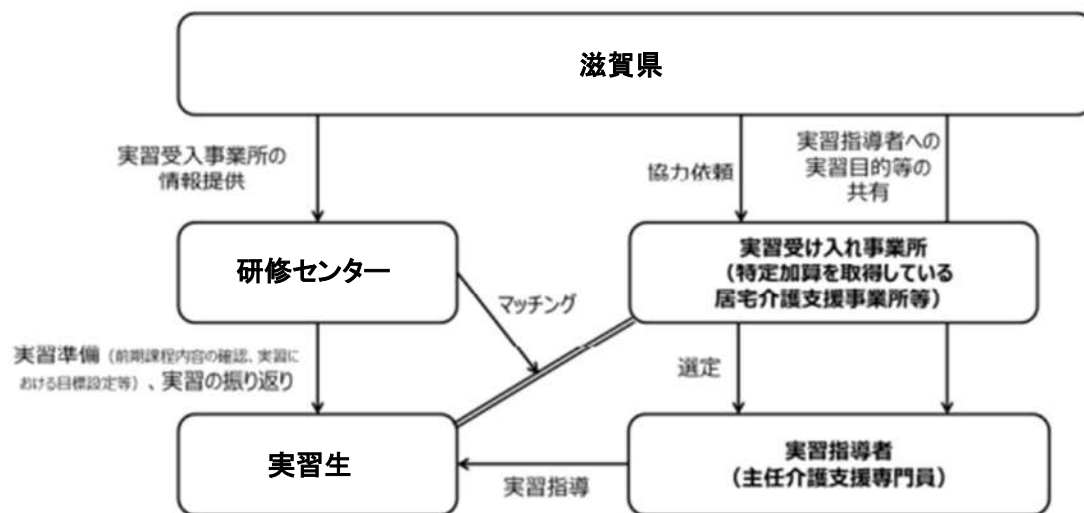 滋賀県
実習受入事業所の
情報提供
協力依頼
実習指導者への
実習目的等の
共有
研修センター
マッチング
実習受け入れ事業所
（特定加算を取得している
居宅介護支援事業所等）
実習準備（前期課程内容の確認、実習に
おける目標設定等）、実習の振り返り
選定
実習生
実習指導
実習指導者
（主任介護支援専門員）